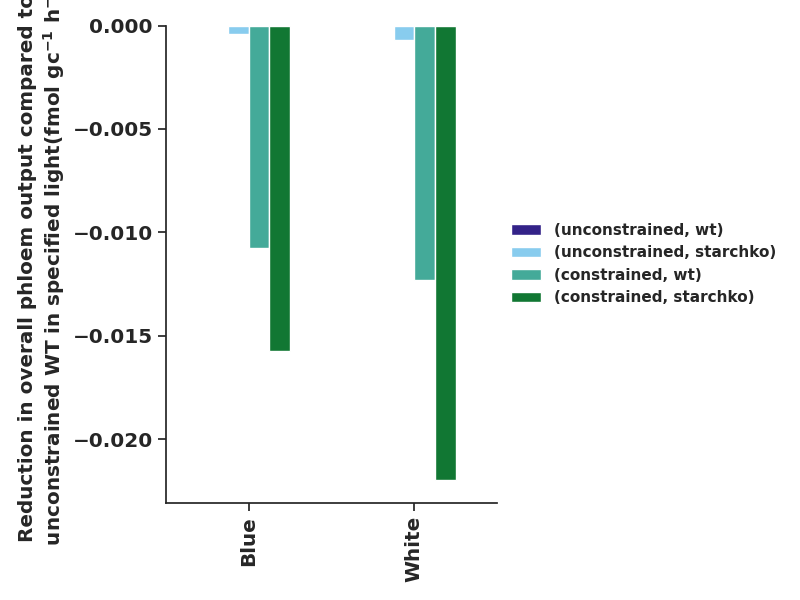 Reduction in overall phloem output compared to
unconstrained WT in specified light(fmol gc⁻¹ h⁻
0.000
−0.005
−0.010
−0.015
−0.020
Blue
White
(unconstrained, wt)
(unconstrained, starchko)
(constrained, wt)
(constrained, starchko)